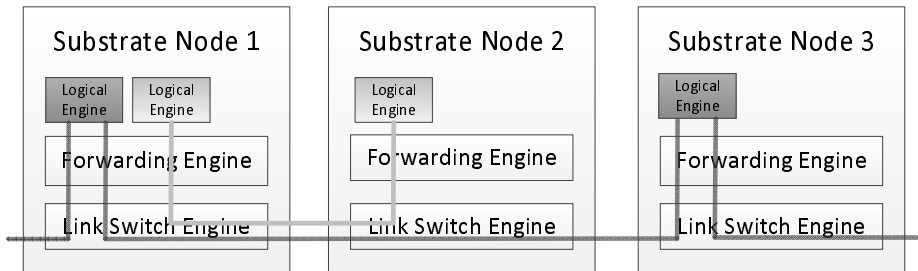 Substrate Node 1
Substrate Node 2
Substrate Node 3
Logical
Engine
Logical
Engine
Logical
Engine
Logical
Engine
Forwarding Engine
Forwarding Engine
Forwarding Engine
Link Switch Engine
Link Switch Engine
Link Switch Engine